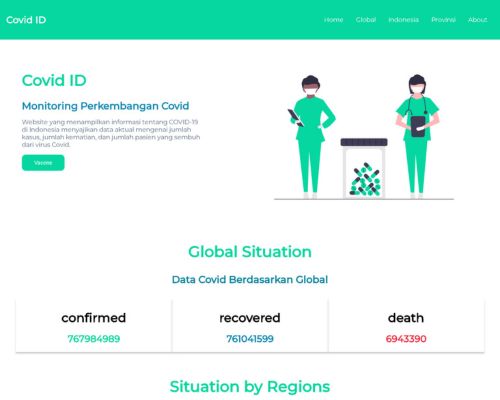 Covid ID
Home Global Indonesia Provinsi About
Covid ID
Monitoring Perkembangan Covid
Website yang menampilkan informasi tentang COVID-19
di Indonesia menyajikan data aktual mengenai jumlah
kasus, jumlah kematian, dan jumlah pasien yang sembuh
dari virus Covid.
Vaccine
Global Situation
Data Covid Berdasarkan Global
confirmed recovered death
767984989 761041599 6943390
Situation by Regions